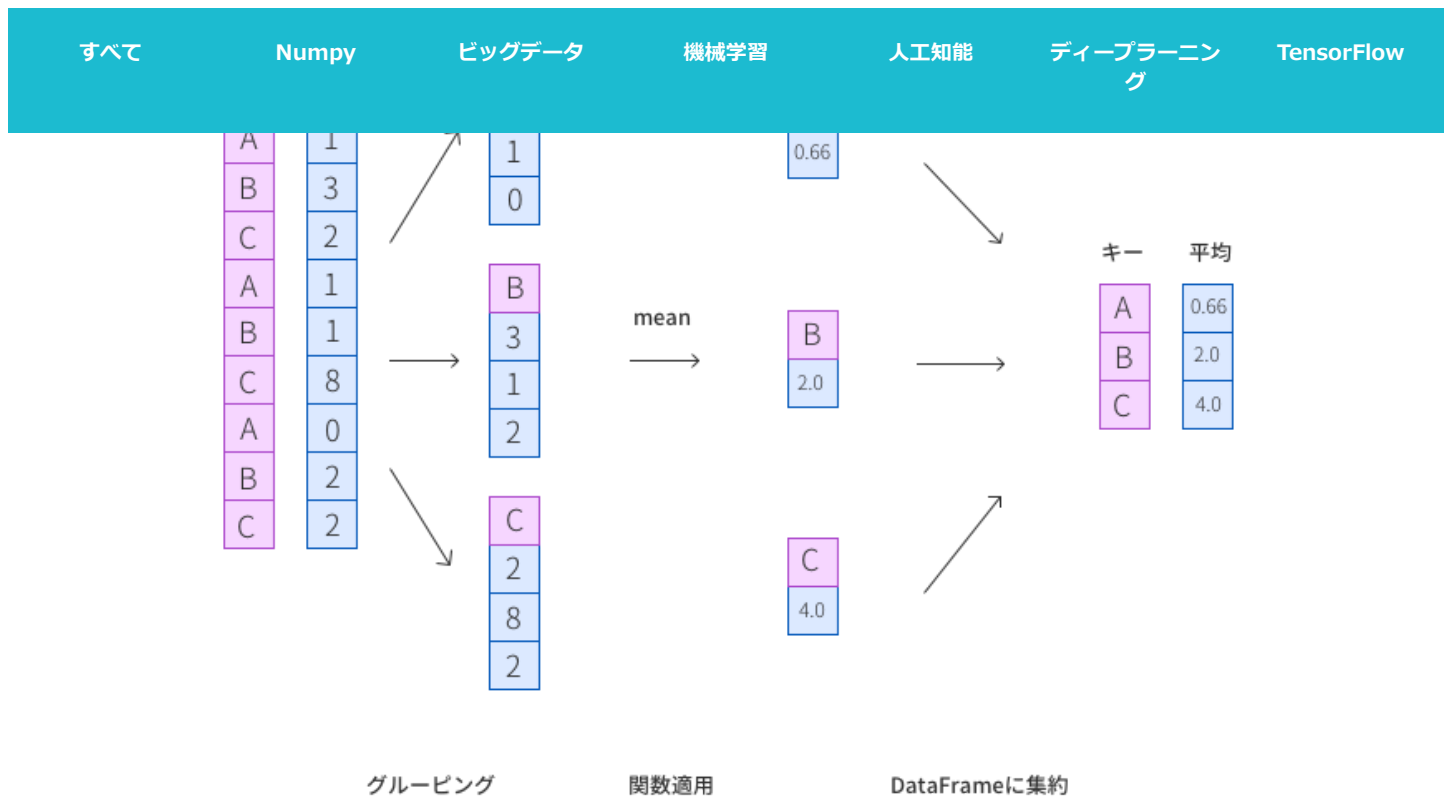 すべて
Numpy
ビッグデータ
機械学習
人工知能
ディープラーニン
グ
TensorFlow
A 1
B 3
C 2
A 1
B 1
C 8
A 0
B 2
C 2
1
0
B
3
1
2
C
2
8
2
mean
0.66
B
2.0
C
4.0
キー 平均
A 0.66
B 2.0
C 4.0
グルーピング
関数適用
DataFrameに集約